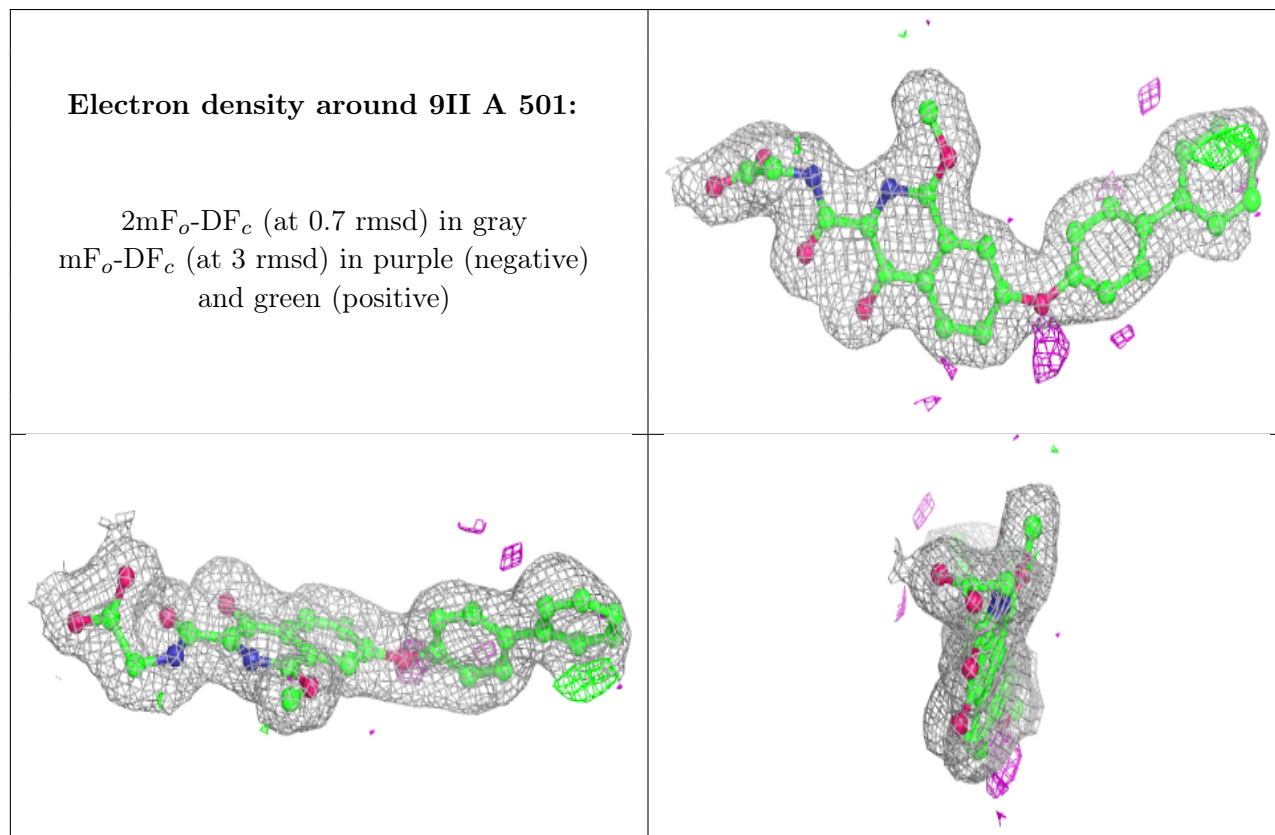 Electron density around 9II A 501:
2mFo-DFc (at 0.7 rmsd) in gray
mFo-DFc (at 3 rmsd) in purple (negative)
and green (positive)